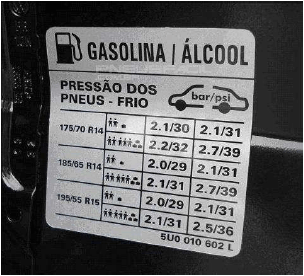 GASOLINA / ÁLCOOL
PRESSÃO DOS
PNEUS - FRIO
bar/psi
175/70 R14 2.1/30 2.1/31
2.2/32 2.7/39
185/65 R14 2.0/29 2.1/31
2.1/31 2.7/39
195/55 R15 2.0/29 2.1/31
2.1/31 2.5/36
5U0 010 602 L